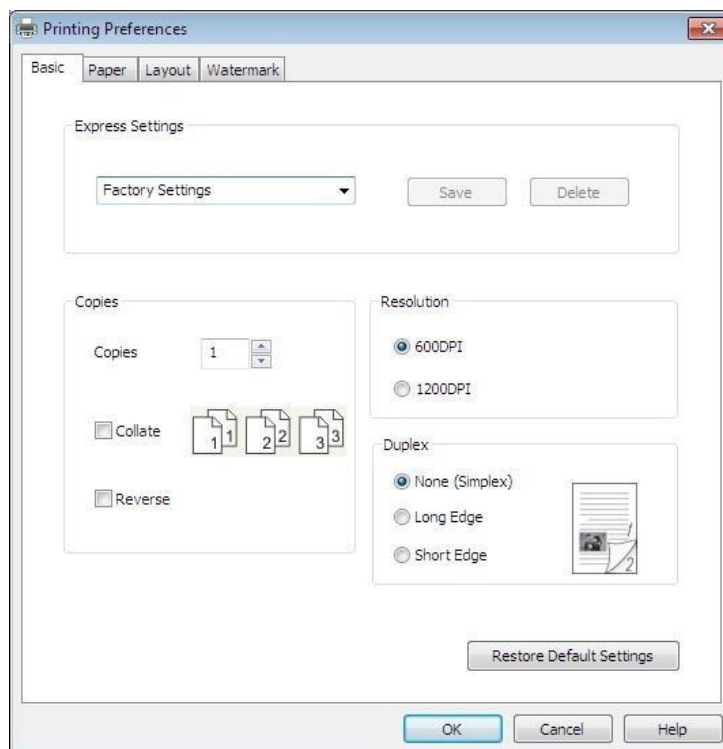 Printing Preferences
Basic Paper Layout Watermark
Express Settings
Factory Settings
Save Delete
Copies
Copies 1
Collate 1 1 2 2 3 3
Reverse
Resolution
600DPI
1200DPI
Duplex
None (Simplex)
Long Edge
Short Edge
1
2
Restore Default Settings
OK Cancel Help